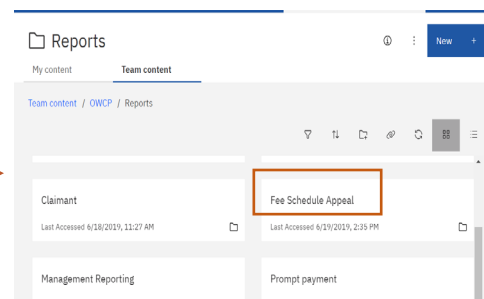 Reports
New +
My content Team content
Team content / OWCP / Reports
Claimant
Last Accessed 6/18/2019, 11:27 AM
Fee Schedule Appeal
Last Accessed 6/19/2019, 2:35 PM
Management Reporting
Prompt payment